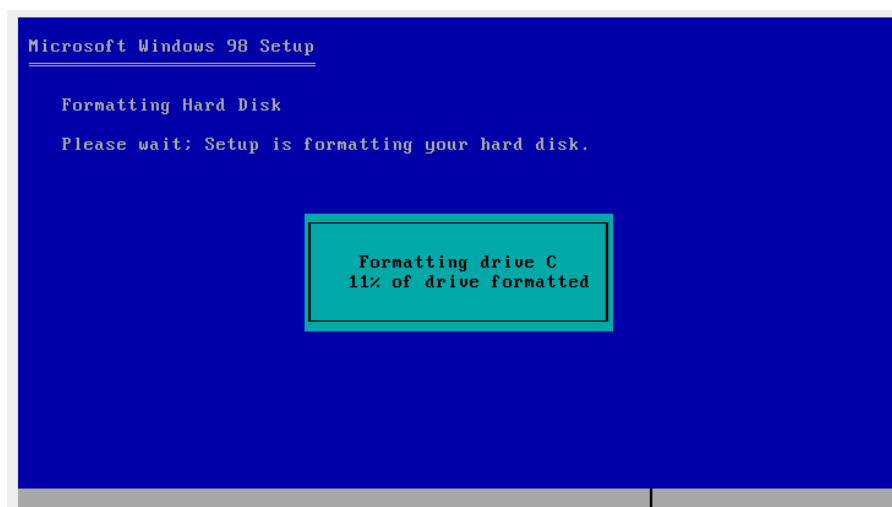 Microsoft Windows 98 Setup
Formatting Hard Disk
Please wait; Setup is formatting your hard disk.
Formatting drive C
11% of drive formatted